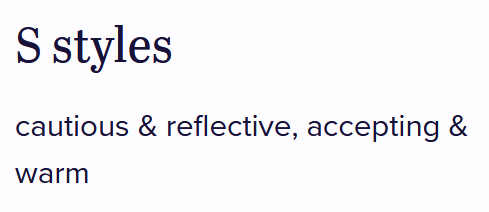 S styles
cautious & reflective, accepting &
warm